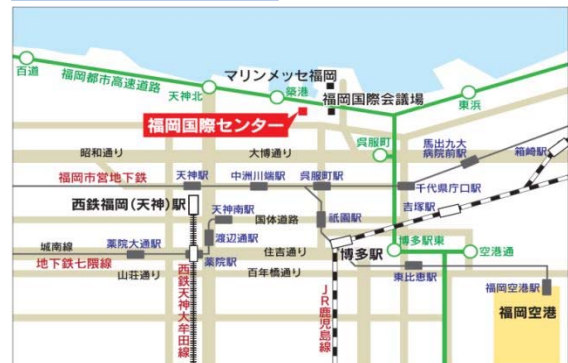 百道
福岡都市高速道路
天神北
マリンメッセ福岡
築港
福岡国際会議場
東浜
福岡国際センター
呉服町
馬出九大
病院前駅
箱崎駅
昭和通り
大博通り
福岡市営地下鉄
天神駅
中洲川端駅
呉服町駅
千代県庁口駅
吉塚駅
西鉄福岡(天神)駅
天神南駅
国体道路
祇園駅
城南線
薬院大通駅
渡辺通駅
住吉通り
博多駅
博多駅東
空港通
地下鉄七隈線
薬院駅
山荘通り
百年橋通り
東比恵駅
福岡空港駅
西鉄天神大牟田線
JR鹿児島線
福岡空港